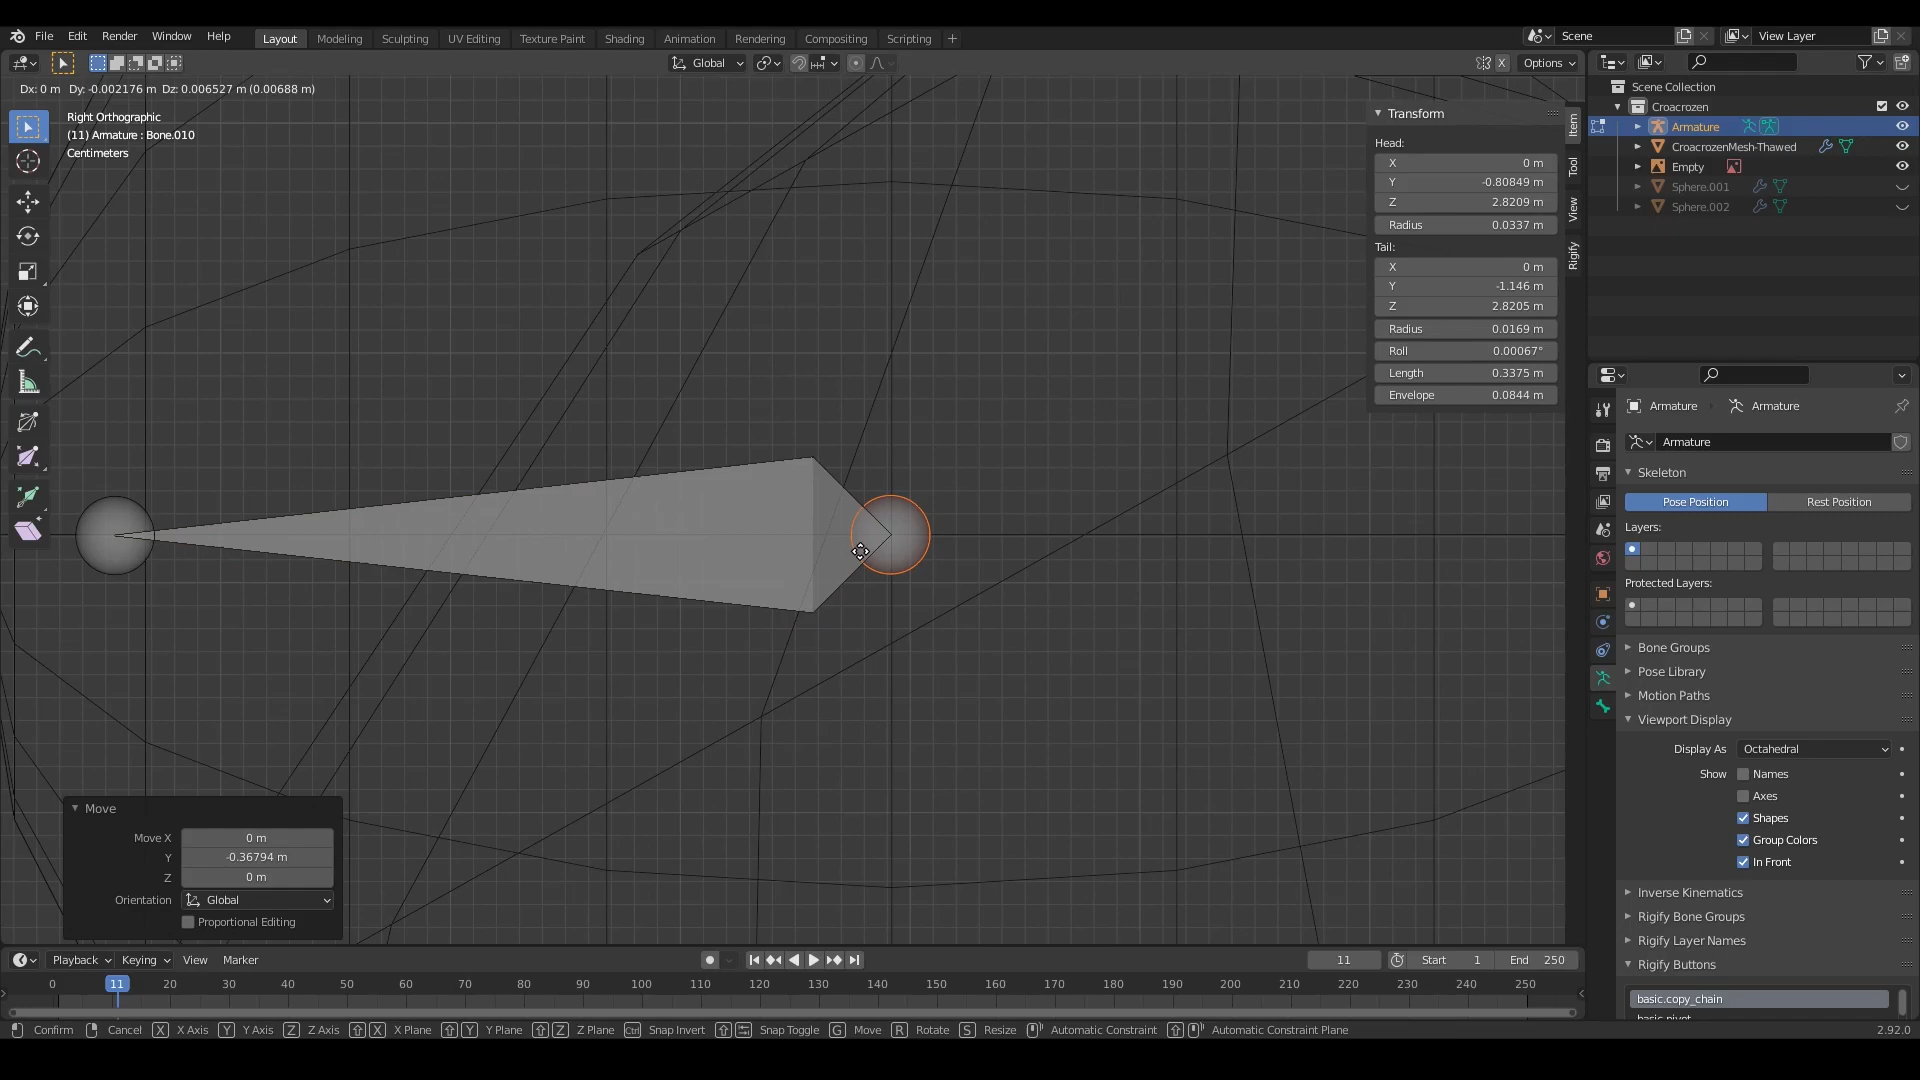 File Edit Render Window Help Layout Modeling Sculpting UV Editing Texture Paint Shading Animation Rendering Compositing Scripting + Scene View Layer
Global X Options
Dx: 0 m Dy: -0.002176 m Dz: 0.006527 m (0.00688 m)
Right Orthographic
(11) Armature : Bone.010
Centimeters
Transform
Head:
X 0 m
Y -0.80849 m
Z 2.8209 m
Radius 0.0337 m
Tail:
X 0 m
Y -1.146 m
Z 2.8205 m
Radius 0.0169 m
Roll 0.00067°
Length 0.3375 m
Envelope 0.0844 m
Item
Tool
View
Rigify
Scene Collection
Croacrozen
Armature
CroacrozenMesh-Thawed
Empty
Sphere.001
Sphere.002
Armature Armature
Armature
Skeleton
Pose Position Rest Position
Layers:
Protected Layers:
Bone Groups
Pose Library
Motion Paths
Viewport Display
Display As Octahedral
Show Names
Axes
Shapes
Group Colors
In Front
Inverse Kinematics
Rigify Bone Groups
Rigify Layer Names
Rigify Buttons
basic.copy_chain
basic.pivot
Move
Move X 0 m
Y -0.36794 m
Z 0 m
Orientation Global
Proportional Editing
Playback Keying View Marker 11 Start 1 End 250
0 11 20 30 40 50 60 70 80 90 100 110 120 130 140 150 160 170 180 190 200 210 220 230 240 250
Confirm Cancel X X Axis Y Y Axis Z Z Axis X X Plane Y Y Plane Z Z Plane Ctrl Snap Invert Snap Toggle G Move R Rotate S Resize Automatic Constraint Automatic Constraint Plane 2.92.0